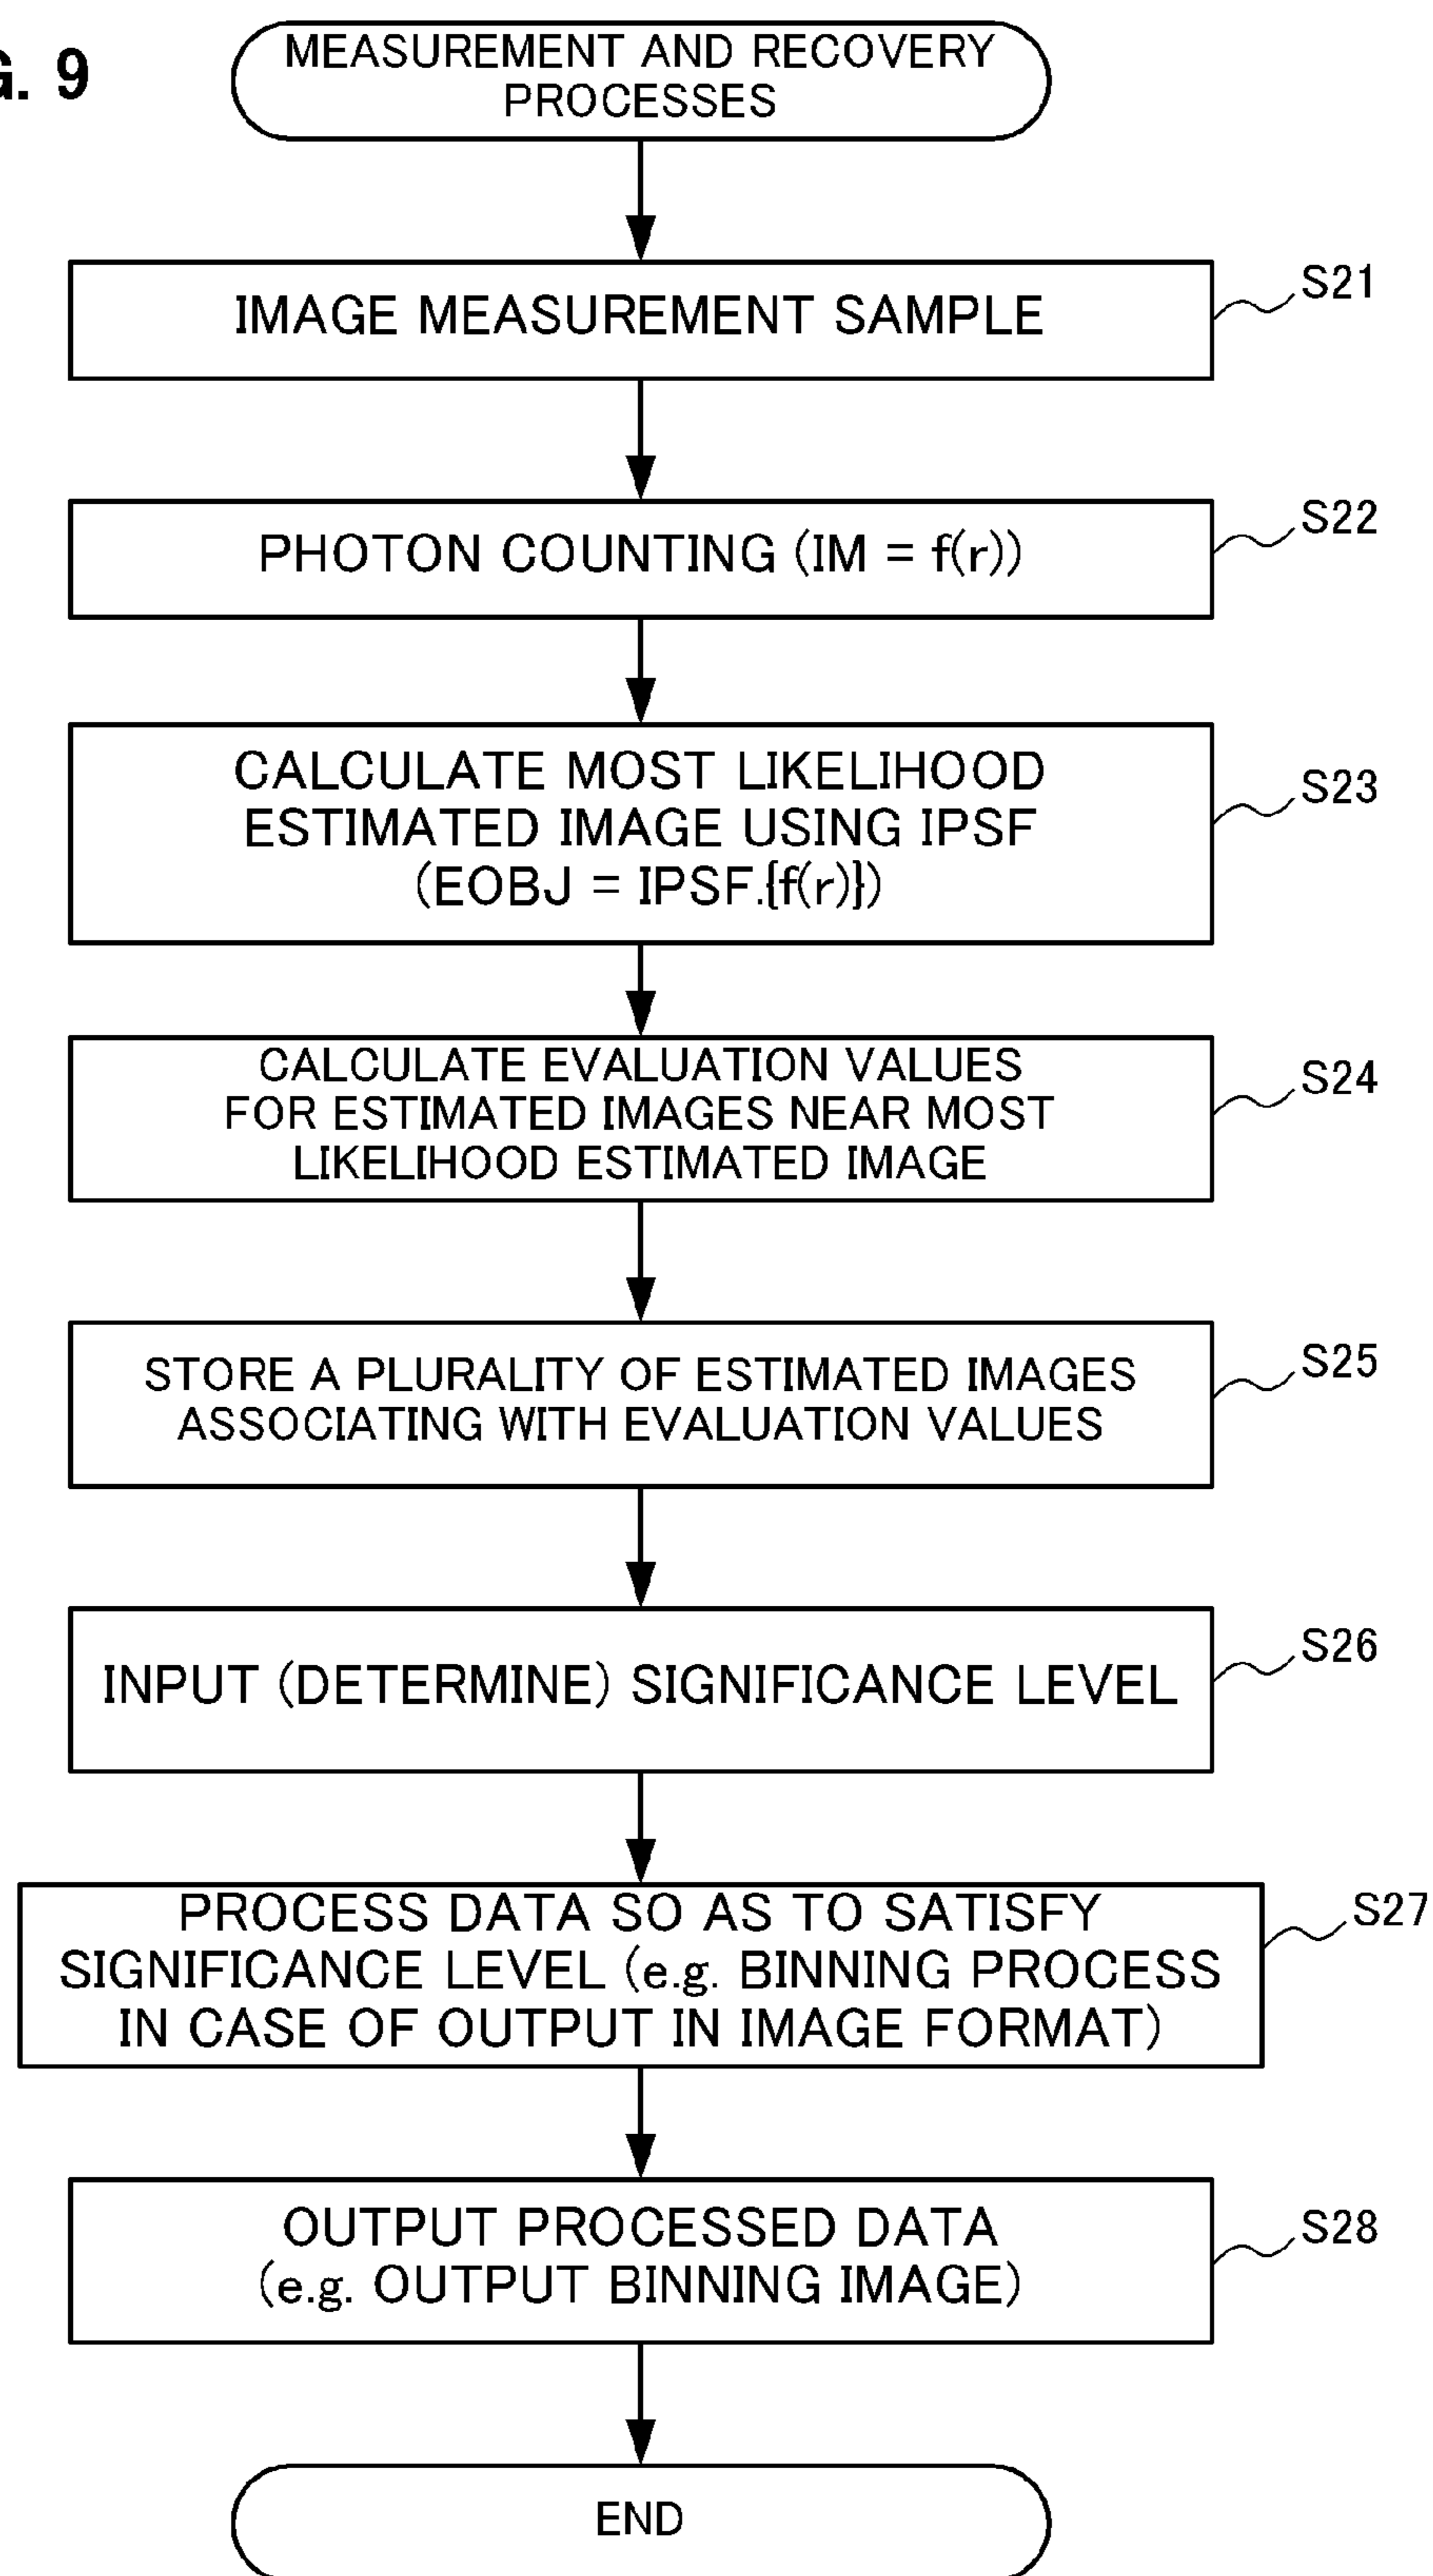 G. 9
MEASUREMENT AND RECOVERY
PROCESSES
IMAGE MEASUREMENT SAMPLE
S21
PHOTON COUNTING (IM = f(r))
S22
CALCULATE MOST LIKELIHOOD
ESTIMATED IMAGE USING IPSF
(EOBJ = IPSF.{f(r)})
S23
CALCULATE EVALUATION VALUES
FOR ESTIMATED IMAGES NEAR MOST
LIKELIHOOD ESTIMATED IMAGE
S24
STORE A PLURALITY OF ESTIMATED IMAGES
ASSOCIATING WITH EVALUATION VALUES
S25
INPUT (DETERMINE) SIGNIFICANCE LEVEL
S26
PROCESS DATA SO AS TO SATISFY
SIGNIFICANCE LEVEL (e.g. BINNING PROCESS
IN CASE OF OUTPUT IN IMAGE FORMAT)
S27
OUTPUT PROCESSED DATA
(e.g. OUTPUT BINNING IMAGE)
S28
END